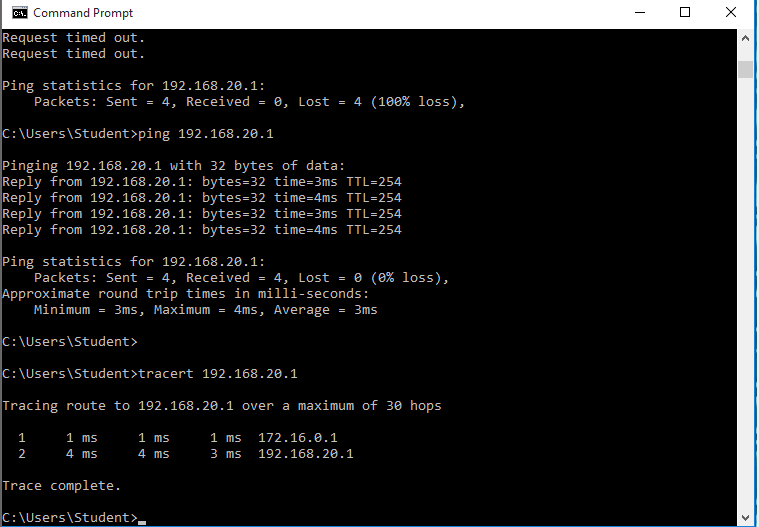 Command Prompt
Request timed out.
Request timed out.
Ping statistics for 192.168.20.1:
    Packets: Sent = 4, Received = 0, Lost = 4 (100% loss),
C:\Users\Student>ping 192.168.20.1
Pinging 192.168.20.1 with 32 bytes of data:
Reply from 192.168.20.1: bytes=32 time=3ms TTL=254
Reply from 192.168.20.1: bytes=32 time=4ms TTL=254
Reply from 192.168.20.1: bytes=32 time=3ms TTL=254
Reply from 192.168.20.1: bytes=32 time=4ms TTL=254
Ping statistics for 192.168.20.1:
    Packets: Sent = 4, Received = 4, Lost = 0 (0% loss),
Approximate round trip times in milli-seconds:
    Minimum = 3ms, Maximum = 4ms, Average = 3ms
C:\Users\Student>
C:\Users\Student>tracert 192.168.20.1
Tracing route to 192.168.20.1 over a maximum of 30 hops
  1     1 ms     1 ms     1 ms  172.16.0.1
  2     4 ms     4 ms     3 ms  192.168.20.1
Trace complete.
C:\Users\Student>